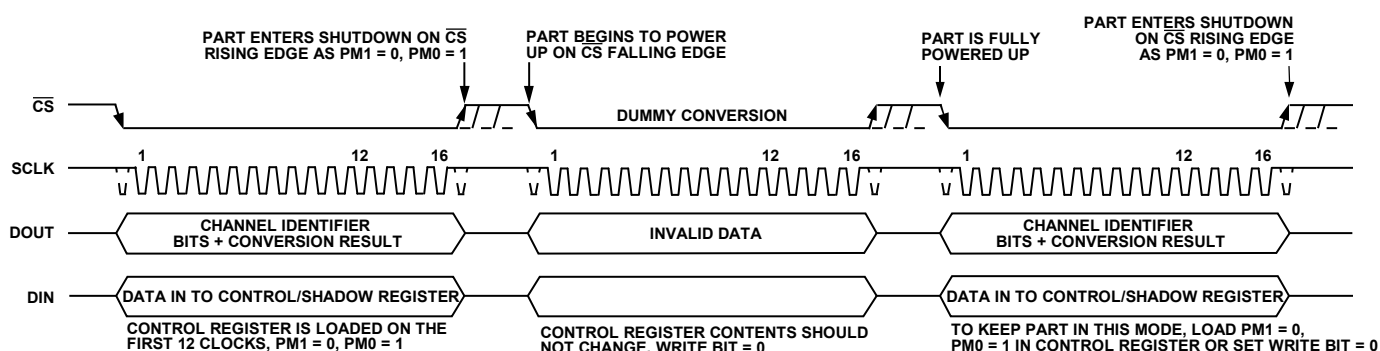 PART ENTERS SHUTDOWN ON CS
RISING EDGE AS PM1 = 0, PM0 = 1
PART BEGINS TO POWER
UP ON CS FALLING EDGE
PART IS FULLY
POWERED UP
PART ENTERS SHUTDOWN
ON CS RISING EDGE
AS PM1 = 0, PM0 = 1
CS
DUMMY CONVERSION
SCLK
1
12
16
1
12
16
1
12
16
DOUT
CHANNEL IDENTIFIER
BITS + CONVERSION RESULT
INVALID DATA
CHANNEL IDENTIFIER
BITS + CONVERSION RESULT
DIN
DATA IN TO CONTROL/SHADOW REGISTER
DATA IN TO CONTROL/SHADOW REGISTER
CONTROL REGISTER IS LOADED ON THE
FIRST 12 CLOCKS, PM1 = 0, PM0 = 1
CONTROL REGISTER CONTENTS SHOULD
NOT CHANGE, WRITE BIT = 0
TO KEEP PART IN THIS MODE, LOAD PM1 = 0,
PM0 = 1 IN CONTROL REGISTER OR SET WRITE BIT = 0